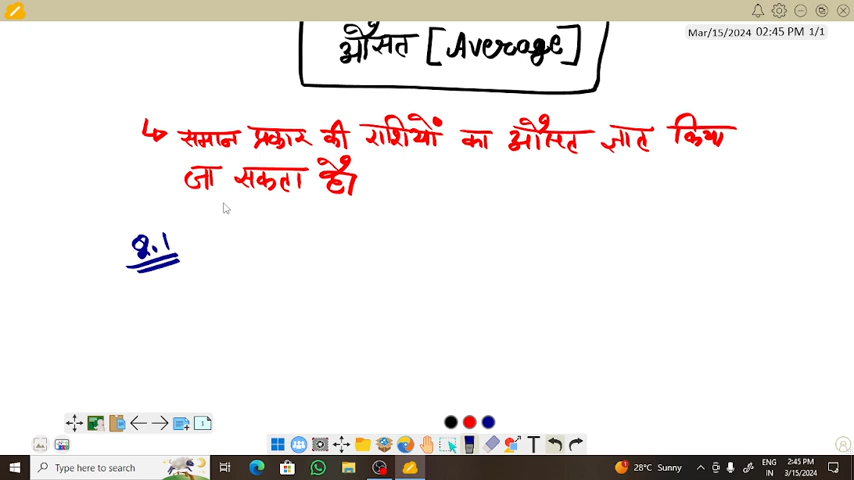 Mar/15/2024 02:45 PM 1/1
औसत [Average]
↳ समान प्रकार की राशियों का औसत ज्ञात किया
जा सकता है।
Q.1
1
T
Type here to search
28°C Sunny
ENG
IN
2:45 PM
3/15/2024